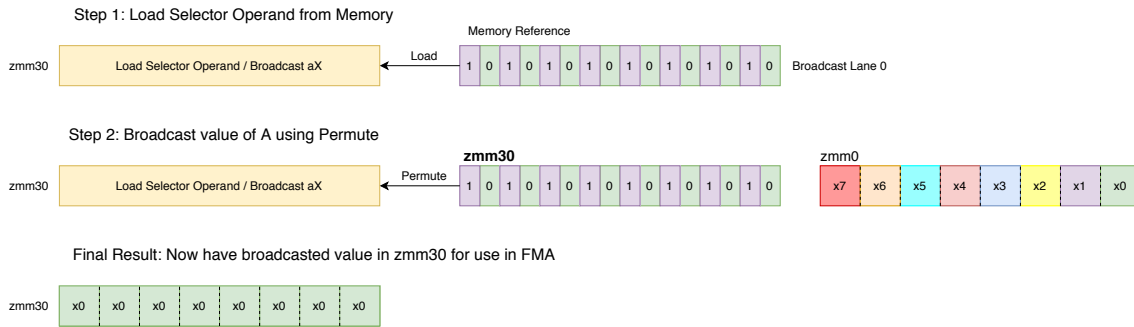 Step 1: Load Selector Operand from Memory
Memory Reference
zmm30 Load Selector Operand / Broadcast aX Load 1 0 1 0 1 0 1 0 1 0 1 0 1 0 1 0 Broadcast Lane 0
Step 2: Broadcast value of A using Permute
zmm30 zmm0
zmm30 Load Selector Operand / Broadcast aX Permute 1 0 1 0 1 0 1 0 1 0 1 0 1 0 1 0 x7 x6 x5 x4 x3 x2 x1 x0
Final Result: Now have broadcasted value in zmm30 for use in FMA
zmm30 x0 x0 x0 x0 x0 x0 x0 x0